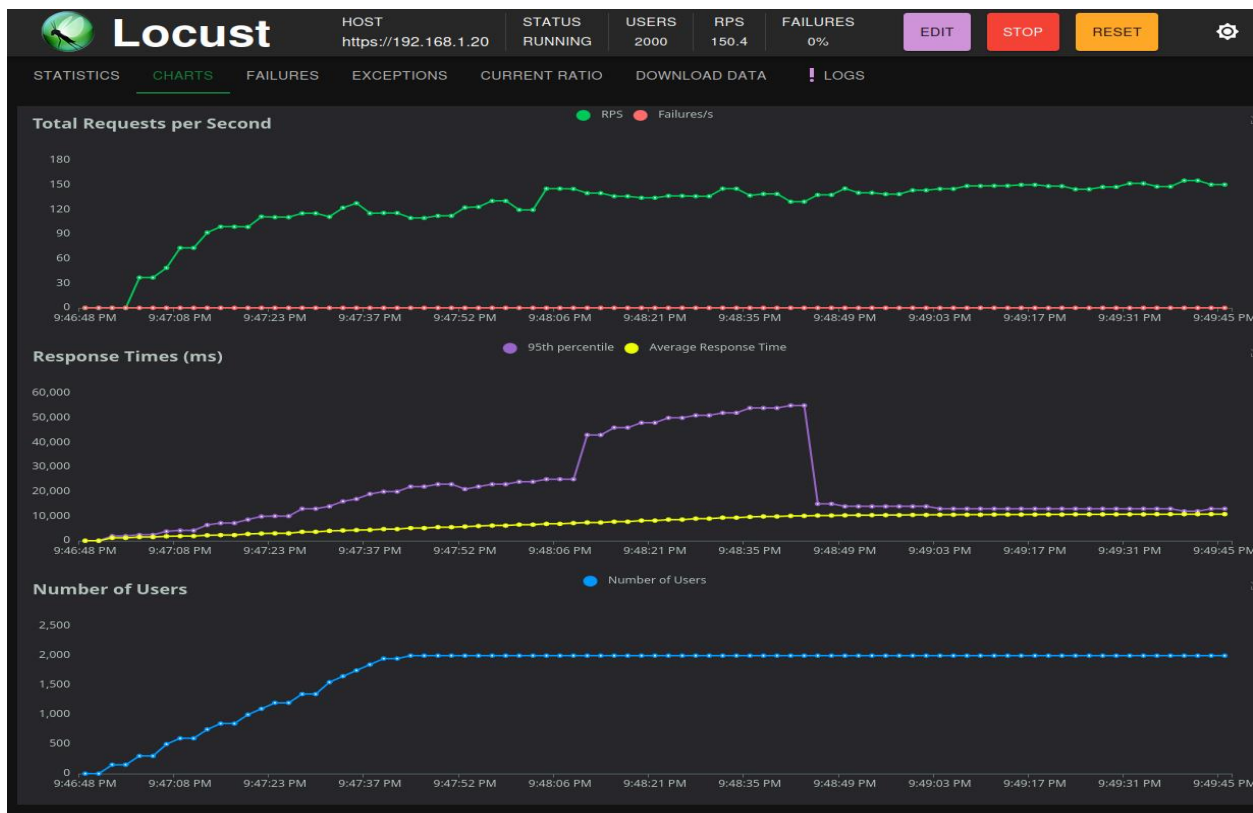 Locust
HOST
https://192.168.1.20
STATUS
RUNNING
USERS
2000
RPS
150.4
FAILURES
0%
EDIT
STOP
RESET
STATISTICS CHARTS FAILURES EXCEPTIONS CURRENT RATIO DOWNLOAD DATA ! LOGS
Total Requests per Second
RPS Failures/s
180
150
120
90
60
30
0
9:46:48 PM 9:47:08 PM 9:47:23 PM 9:47:37 PM 9:47:52 PM 9:48:06 PM 9:48:21 PM 9:48:35 PM 9:48:49 PM 9:49:03 PM 9:49:17 PM 9:49:31 PM 9:49:45 PM
Response Times (ms)
95th percentile Average Response Time
60,000
50,000
40,000
30,000
20,000
10,000
0
9:46:48 PM 9:47:08 PM 9:47:23 PM 9:47:37 PM 9:47:52 PM 9:48:06 PM 9:48:21 PM 9:48:35 PM 9:48:49 PM 9:49:03 PM 9:49:17 PM 9:49:31 PM 9:49:45 PM
Number of Users
Number of Users
2,500
2,000
1,500
1,000
500
0
9:46:48 PM 9:47:08 PM 9:47:23 PM 9:47:37 PM 9:47:52 PM 9:48:06 PM 9:48:21 PM 9:48:35 PM 9:48:49 PM 9:49:03 PM 9:49:17 PM 9:49:31 PM 9:49:45 PM